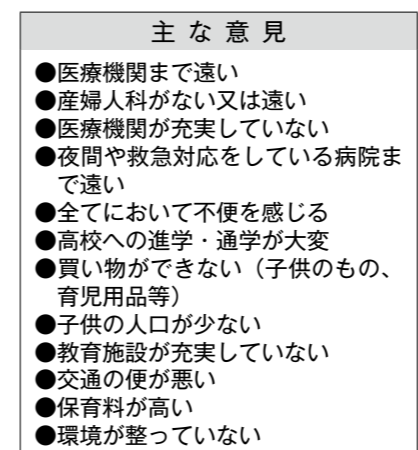 主な意見
●医療機関まで遠い
●産婦人科がない又は遠い
●医療機関が充実していない
●夜間や救急対応をしている病院ま
で遠い
●全てにおいて不便を感じる
●高校への進学・通学が大変
●買い物ができない（子供のもの、
育児用品等）
●子供の人口が少ない
●教育施設が充実していない
●交通の便が悪い
●保育料が高い
●環境が整っていない